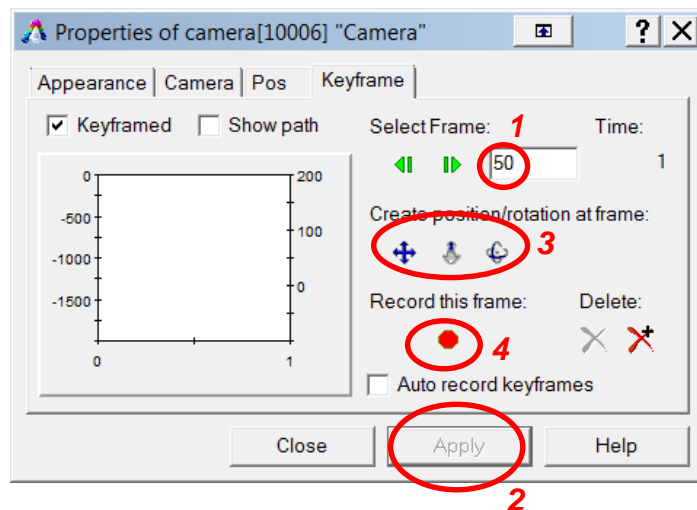 Properties of camera[10006] "Camera"
?
Appearance Camera Pos Keyframe
Keyframed Show path
Select Frame: 1 Time:
50 1
0 200
-500
100
-1000
0
-1500
0 1
Create position/rotation at frame:
3
Record this frame: Delete:
4
Auto record keyframes
Close Apply Help
2